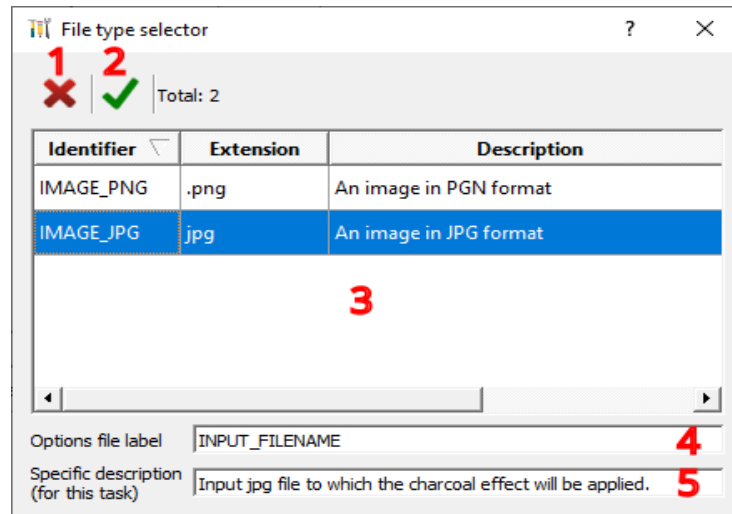 File type selector ?
1 2
Total: 2
Identifier Extension Description
IMAGE_PNG .png An image in PGN format
IMAGE_JPG jpg An image in JPG format
3
Options file label INPUT_FILENAME 4
Specific description
(for this task) Input jpg file to which the charcoal effect will be applied. 5